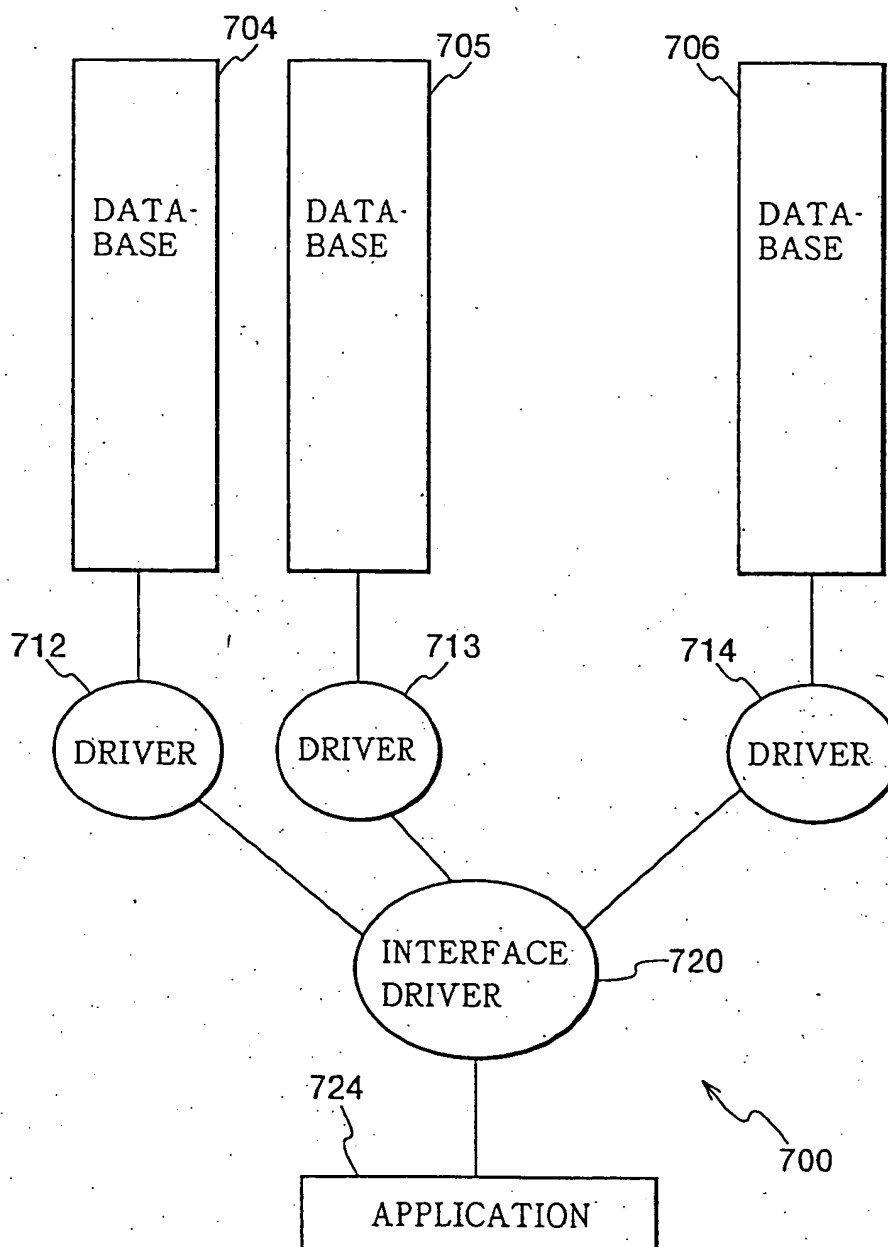 704
705
706
DATA-
BASE
DATA-
BASE
DATA-
BASE
712
713
714
DRIVER
DRIVER
DRIVER
INTERFACE
DRIVER
720
724
700
APPLICATION